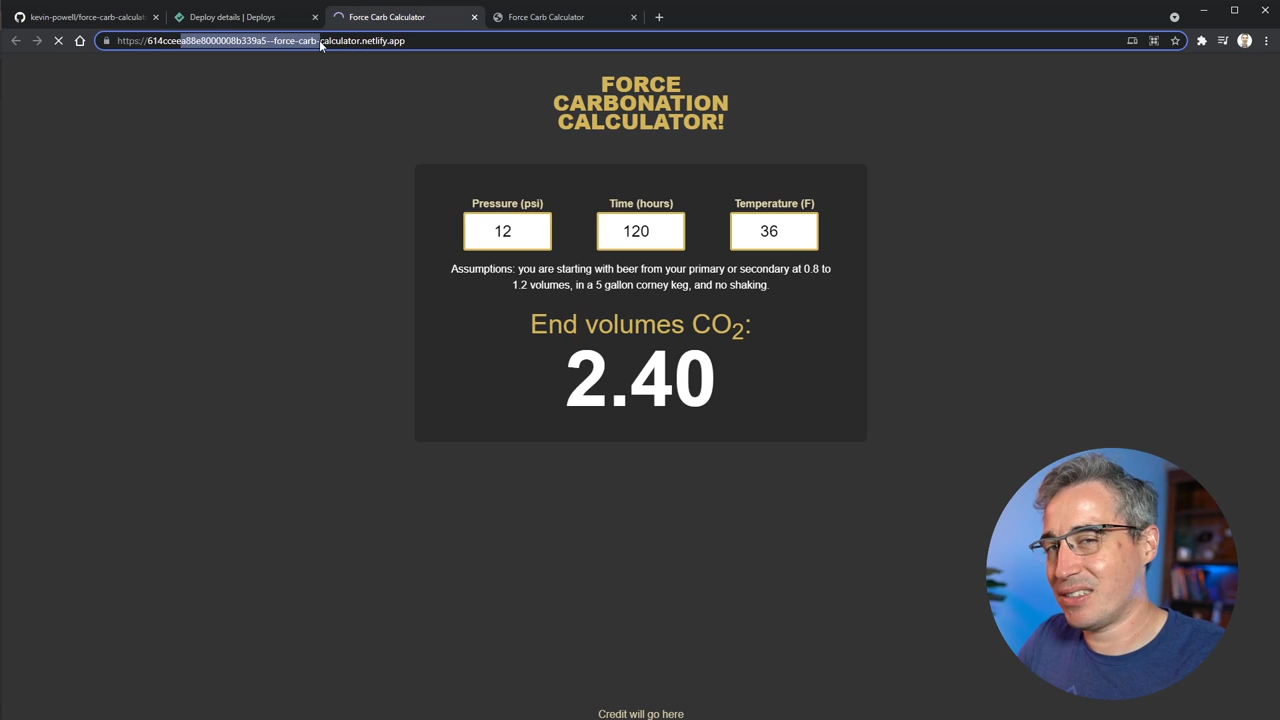 kevin-powell/force-carb-calculat
Deploy details | Deploys
Force Carb Calculator
Force Carb Calculator
https://614cceea88e8000008b339a5--force-carb-calculator.netlify.app
FORCE
CARBONATION
CALCULATOR!
Pressure (psi)
Time (hours)
Temperature (F)
12
120
36
Assumptions: you are starting with beer from your primary or secondary at 0.8 to
1.2 volumes, in a 5 gallon corney keg, and no shaking.
End volumes CO2:
2.40
Credit will go here